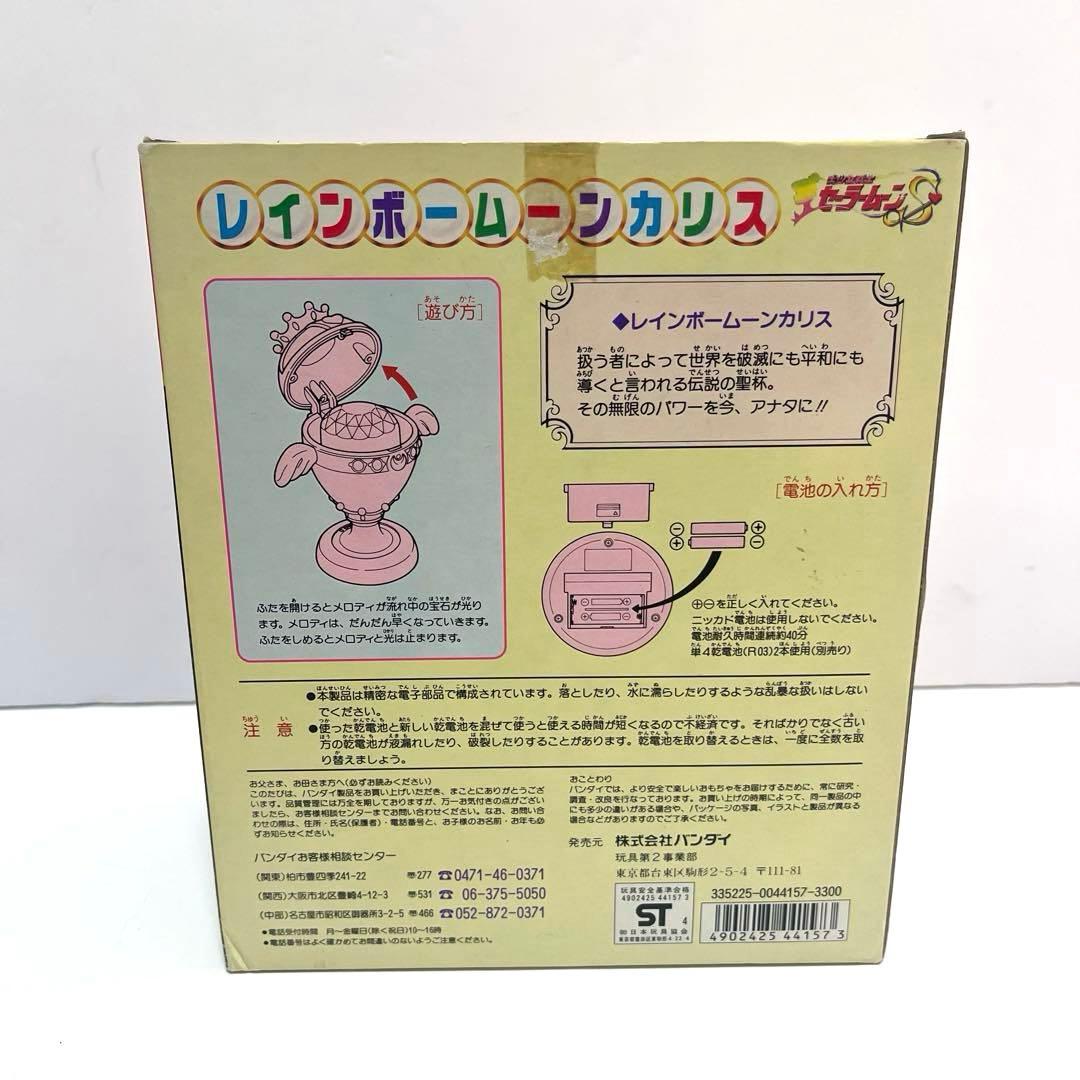 レインボームーンカリス
美少女戦士
セーラームーンS
[遊び方]
◆レインボームーンカリス
扱う者によって世界を破滅にも平和にも
導くと言われる伝説の聖杯。
その無限のパワーを今、アナタに!!
ふたを開けるとメロディが流れ中の宝石が光り
ます。メロディは、だんだん早くなっていきます。
ふたをしめるとメロディと光は止まります。
[電池の入れ方]
⊕⊖を正しく入れてください。
ニッカド電池は使用しないでください。
電池耐久時間連続約40分
単4乾電池(R03)2本使用(別売り)
注意
●本製品は精密な電子部品で構成されています。落としたり、水に濡らしたりするような乱暴な扱いはしない
でください。
●使った乾電池と新しい乾電池を混ぜて使うと使える時間が短くなるので不経済です。そればかりでなく古い
方の乾電池が液漏れしたり、破裂したりすることがあります。乾電池を取り替えるときは、一度に全数を取
り替えましょう。
お父さま、お母さま方へ(必ずお読みください)
このたびは、バンダイ製品をお買い上げいただき、まことにありがとうござ
います。品質管理には万全を期しておりますが、万一お気付きの点がござい
ましたら、お客様相談センターまでお問い合わせください。なお、お問い合
わせの際は、住所・氏名(保護者)・電話番号と、お子様のお名前・お年も必
ずお知らせください。
バンダイお客様相談センター
(関東)柏市豊四季241-22 〠277 ☎0471-46-0371
(関西)大阪市北区豊崎4-12-3 〠531 ☎06-375-5050
(中部)名古屋市昭和区御器所3-2-5 〠466 ☎052-872-0371
●電話受付時間 月〜金曜日(除く祝日)10〜16時
●電話番号はよく確かめてお間違いのないようご注意ください。
おことわり
バンダイでは、より安全で楽しいおもちゃをお届けするために、常に研究・
調査・改良を行なっております。お買い上げの時期によって、同一製品の中
にも多少の違いがある場合や、パッケージの写真、イラストと製品が異なる
場合などがありますのでご了承ください。
発売元 株式会社バンダイ
玩具第2事業部
東京都台東区駒形2-5-4 〒111-81
玩具安全基準合格
4902425 44157 3
ST 4
㈳日本玩具協会
東京都墨田区東駒形4-22-4
335225-0044157-3300
4902425 441573